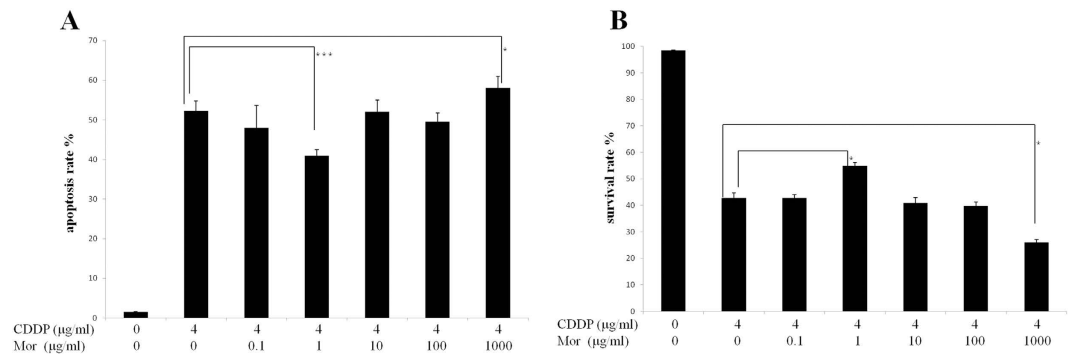 A
70
60
50
40
30
20
10
0
apoptosis rate %
***
*
CDDP (μg/ml) 0 4 4 4 4 4 4
Mor (μg/ml) 0 0 0.1 1 10 100 1000
B
100
90
80
70
60
50
40
30
20
10
0
survival rate %
*
*
CDDP (μg/ml) 0 4 4 4 4 4 4
Mor (μg/ml) 0 0 0.1 1 10 100 1000